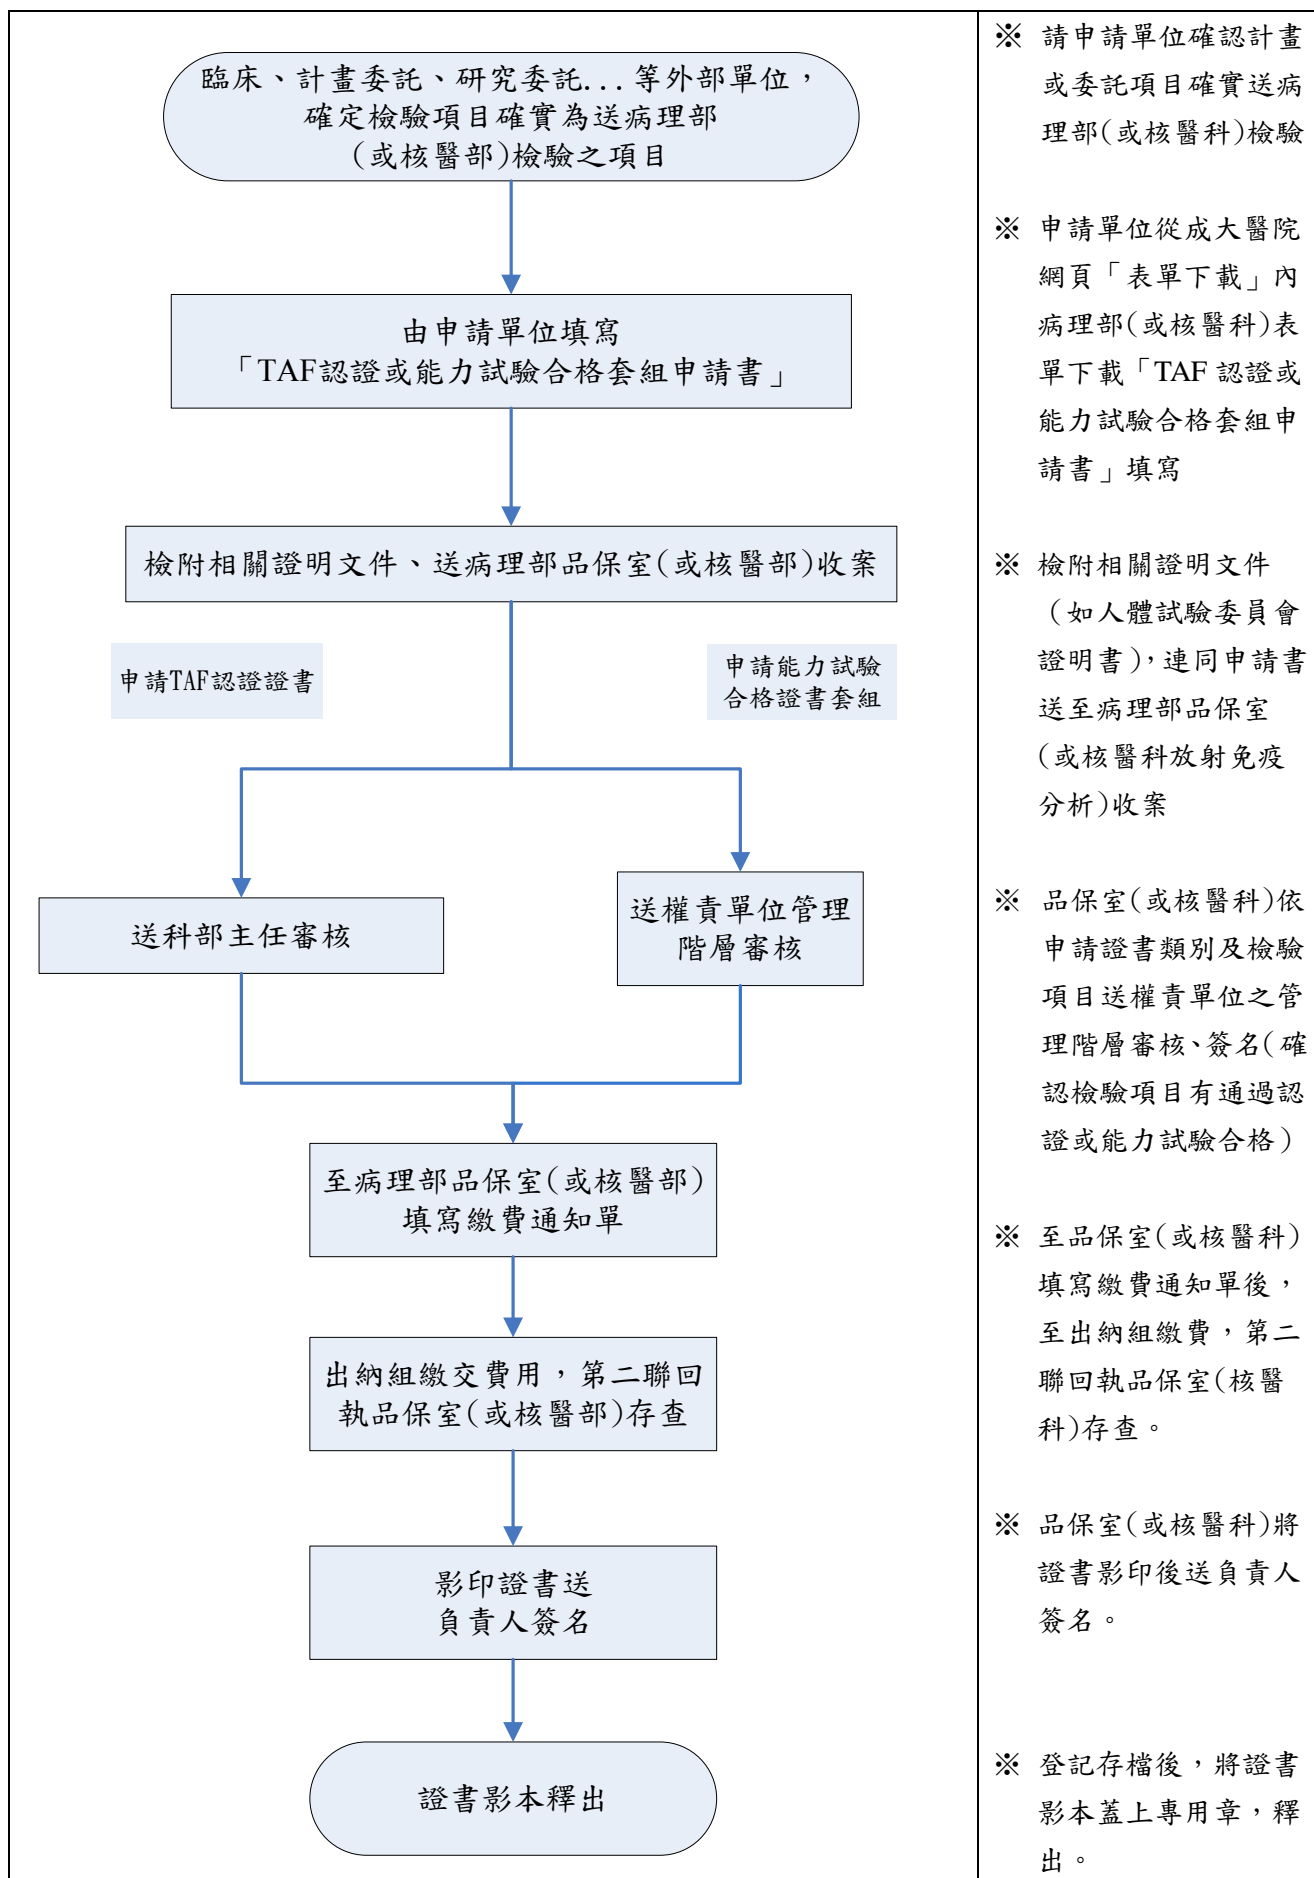 臨床、計畫委託、研究委託...等外部單位，
確定檢驗項目確實為送病理部
(或核醫部)檢驗之項目
由申請單位填寫
「TAF認證或能力試驗合格套組申請書」
檢附相關證明文件、送病理部品保室(或核醫部)收案
申請TAF認證證書
申請能力試驗
合格證書套組
送科部主任審核
送權責單位管理
階層審核
至病理部品保室(或核醫部)
填寫繳費通知單
出納組繳交費用，第二聯回
執品保室(或核醫部)存查
影印證書送
負責人簽名
證書影本釋出
※ 請申請單位確認計畫
或委託項目確實送病
理部(或核醫科)檢驗
※ 申請單位從成大醫院
網頁「表單下載」內
病理部(或核醫科)表
單下載「TAF 認證或
能力試驗合格套組申
請書」填寫
※ 檢附相關證明文件
（如人體試驗委員會
證明書），連同申請書
送至病理部品保室
(或核醫科放射免疫
分析)收案
※ 品保室(或核醫科)依
申請證書類別及檢驗
項目送權責單位之管
理階層審核、簽名(確
認檢驗項目有通過認
證或能力試驗合格)
※ 至品保室(或核醫科)
填寫繳費通知單後，
至出納組繳費，第二
聯回執品保室(核醫
科)存查。
※ 品保室(或核醫科)將
證書影印後送負責人
簽名。
※ 登記存檔後，將證書
影本蓋上專用章，釋
出。